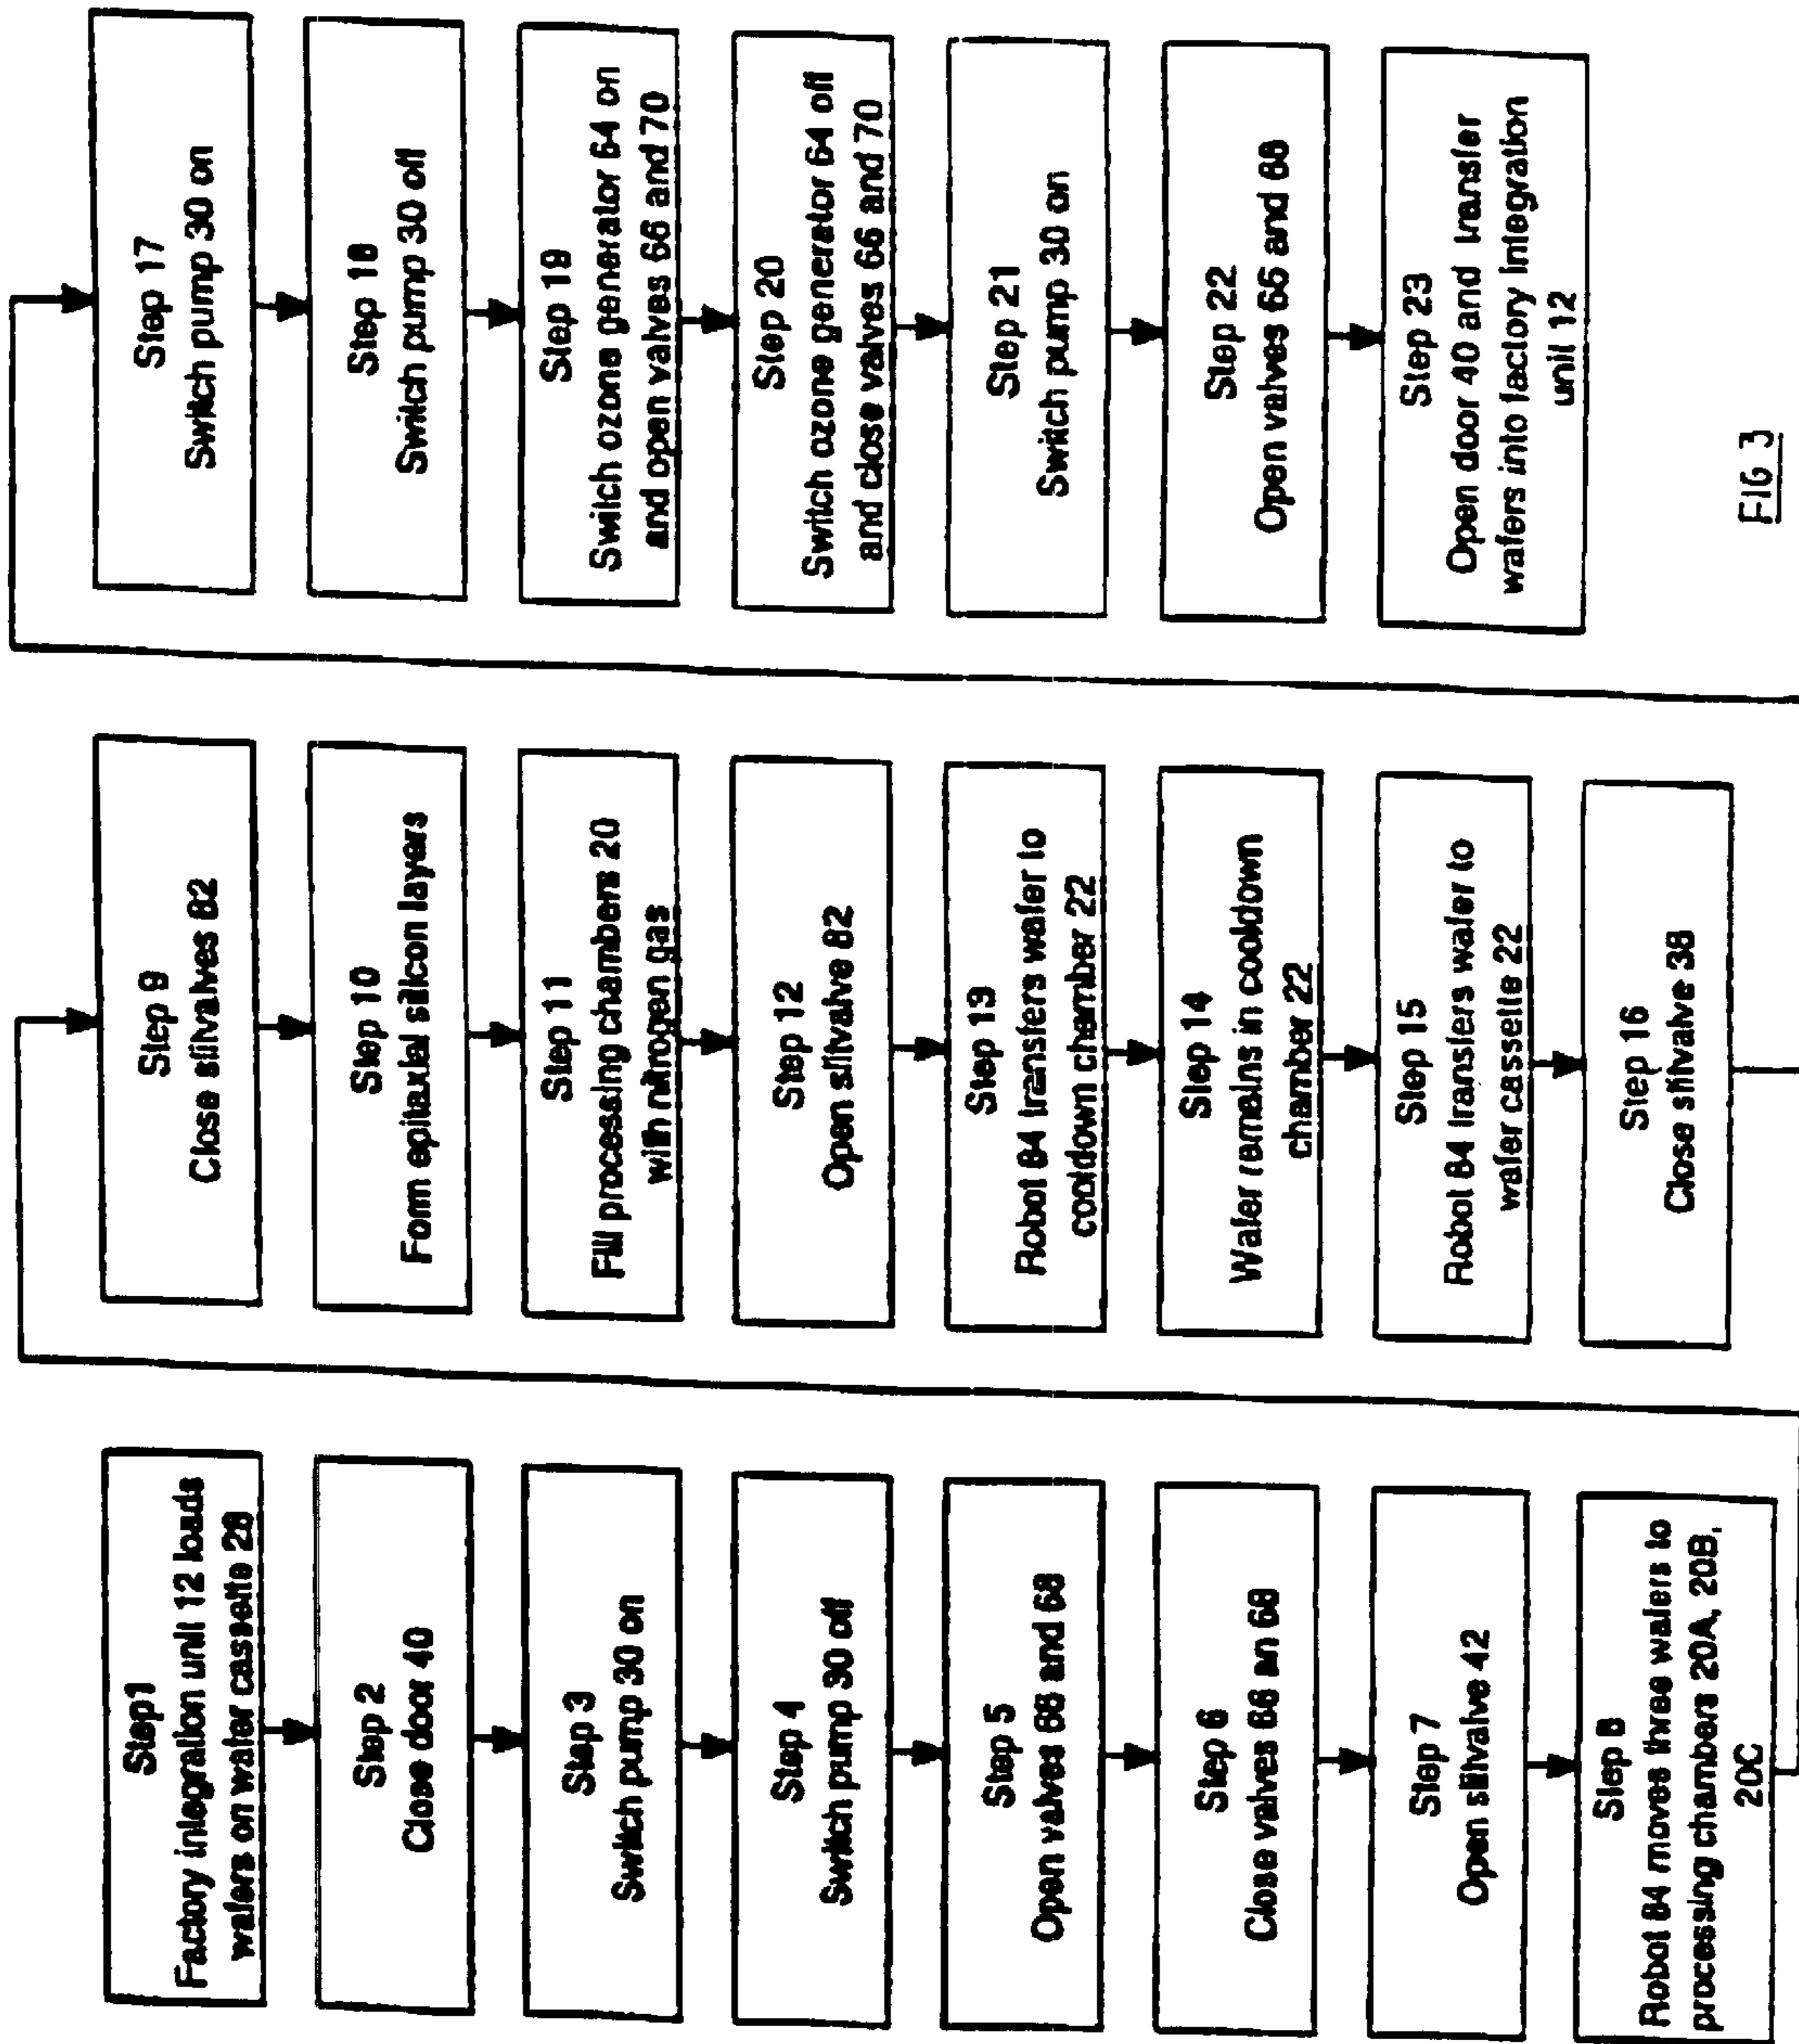 Step1
Factory integration unit 12 loads
wafers on water cassette 28
Step 2
Close door 40
Step 3
Switch pump 30 on
Step 4
Switch pump 30 off
Step 5
Open valves 66 and 68
Step 6
Close valves 66 an 68
Step 7
Open slitvalve 42
Step 8
Robot 84 moves three wafers to
processing chambers 20A, 20B,
20C
Step 9
Close slitvalves 82
Step 10
Form epitaxial silicon layers
Step 11
Fill processing chambers 20
with nitrogen gas
Step 12
Open slitvalve 82
Step 13
Robot 84 transfers wafer to
cooldown chamber 22
Step 14
Wafer remains in cooldown
chamber 22
Step 15
Robot 84 transfers wafer to
wafer cassette 22
Step 16
Close slitvalve 38
Step 17
Switch pump 30 on
Step 18
Switch pump 30 off
Step 19
Switch ozone generator 64 on
and open valves 66 and 70
Step 20
Switch ozone generator 64 off
and close valves 66 and 70
Step 21
Switch pump 30 on
Step 22
Open valves 66 and 68
Step 23
Open door 40 and transfer
wafers into factory integration
unit 12
FIG 3